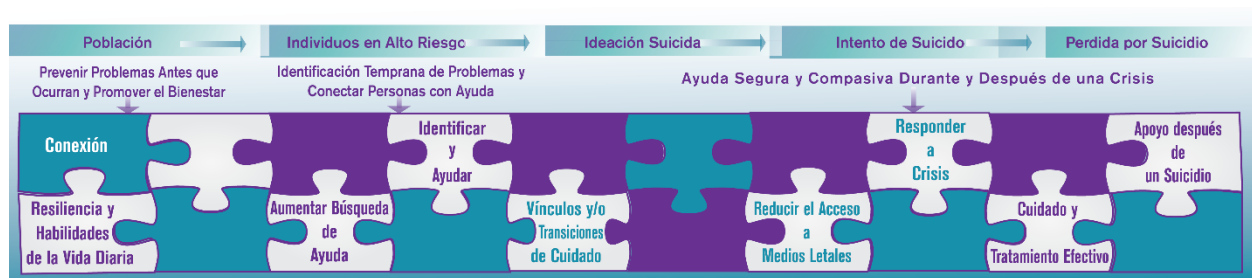 Población
Individuos en Alto Riesgo
Ideación Suicida
Intento de Suicido
Perdida por Suicidio
Prevenir Problemas Antes que
Ocurran y Promover el Bienestar
Identificación Temprana de Problemas y
Conectar Personas con Ayuda
Ayuda Segura y Compasiva Durante y Después de una Crisis
Conexión
Identificar
y
Ayudar
Responder
a
Crisis
Apoyo después
de
un Suicidio
Resiliencia y
Habilidades
de la Vida Diaria
Aumentar Búsqueda
de
Ayuda
Vínculos y/o
Transiciones
de Cuidado
Reducir el Acceso
a
Medios Letales
Cuidado y
Tratamiento Efectivo